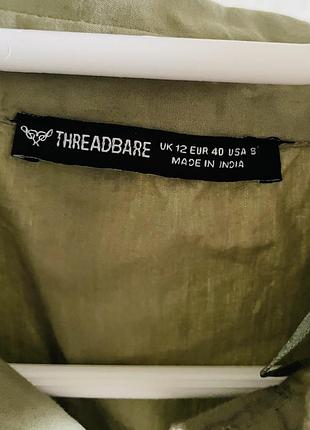 THREADBARE UK 12 EUR 40 USA 8
MADE IN INDIA